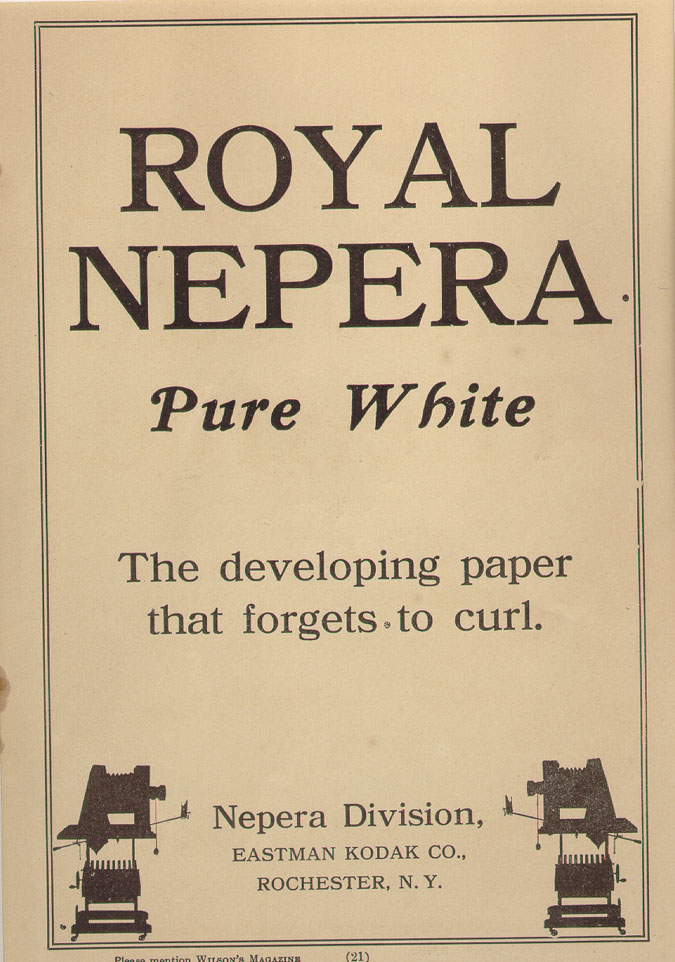 ROYAL
NEPERA
Pure White
The developing paper
that forgets to curl.
Nepera Division,
EASTMAN KODAK CO.,
ROCHESTER, N. Y.
Please mention WILSON'S MAGAZINE (21)